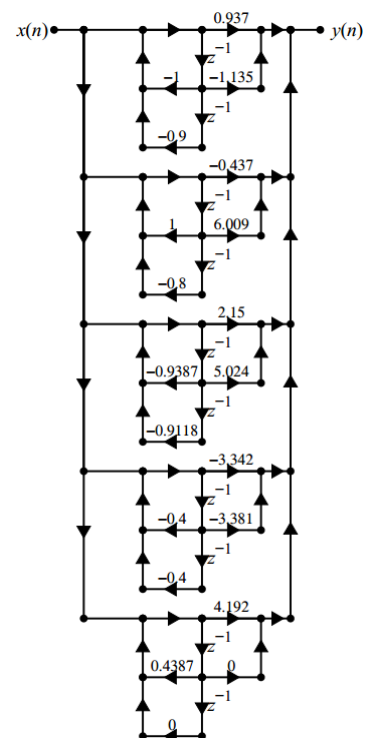 x(n) 0.937 y(n)
z−1
−1 −1.135
z−1
−0.9
−0.437
z−1
1 6.009
z−1
−0.8
2.15
z−1
−0.9387 5.024
z−1
−0.9118
−3.342
z−1
−0.4 −3.381
z−1
−0.4
4.192
z−1
0.4387 0
z−1
0